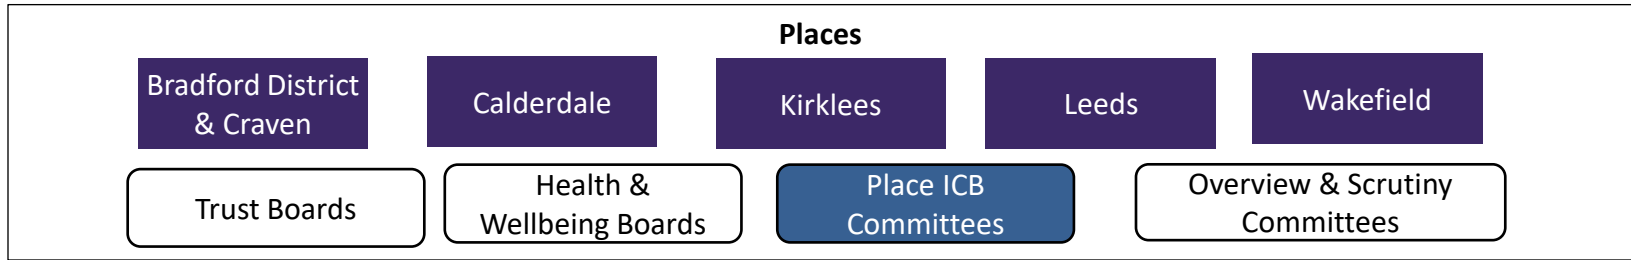 Places
Bradford District
& Craven
Calderdale
Kirklees
Leeds
Wakefield
Trust Boards
Health &
Wellbeing Boards
Place ICB
Committees
Overview & Scrutiny
Committees